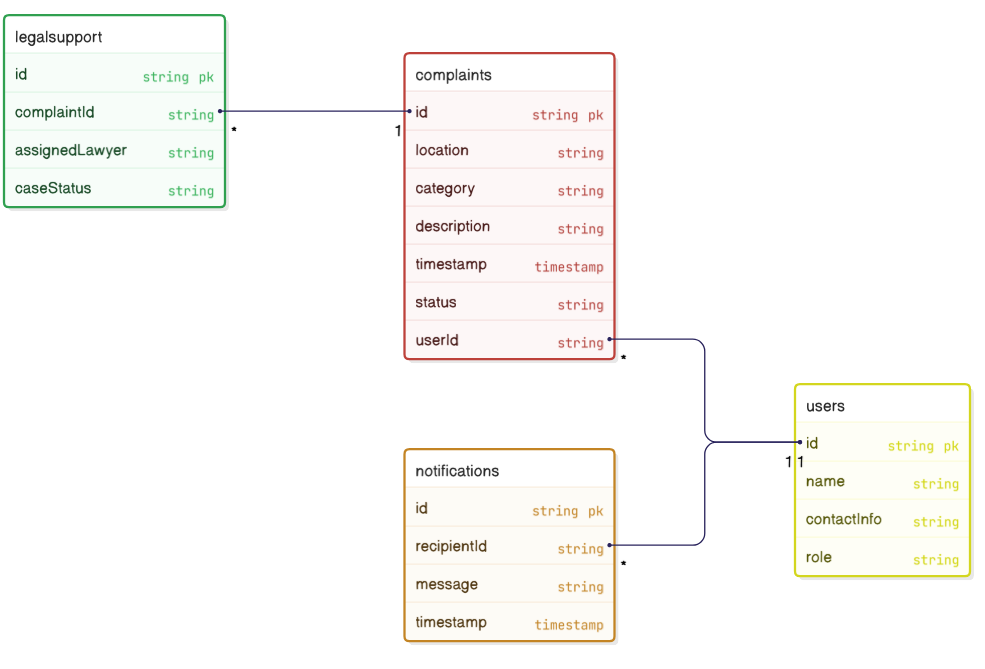 legalsupport
id string pk
complaintId string
assignedLawyer string
caseStatus string
*
1
complaints
id string pk
location string
category string
description string
timestamp timestamp
status string
userId string
*
notifications
id string pk
recipientId string
message string
timestamp timestamp
*
users
id string pk
1 1
name string
contactInfo string
role string